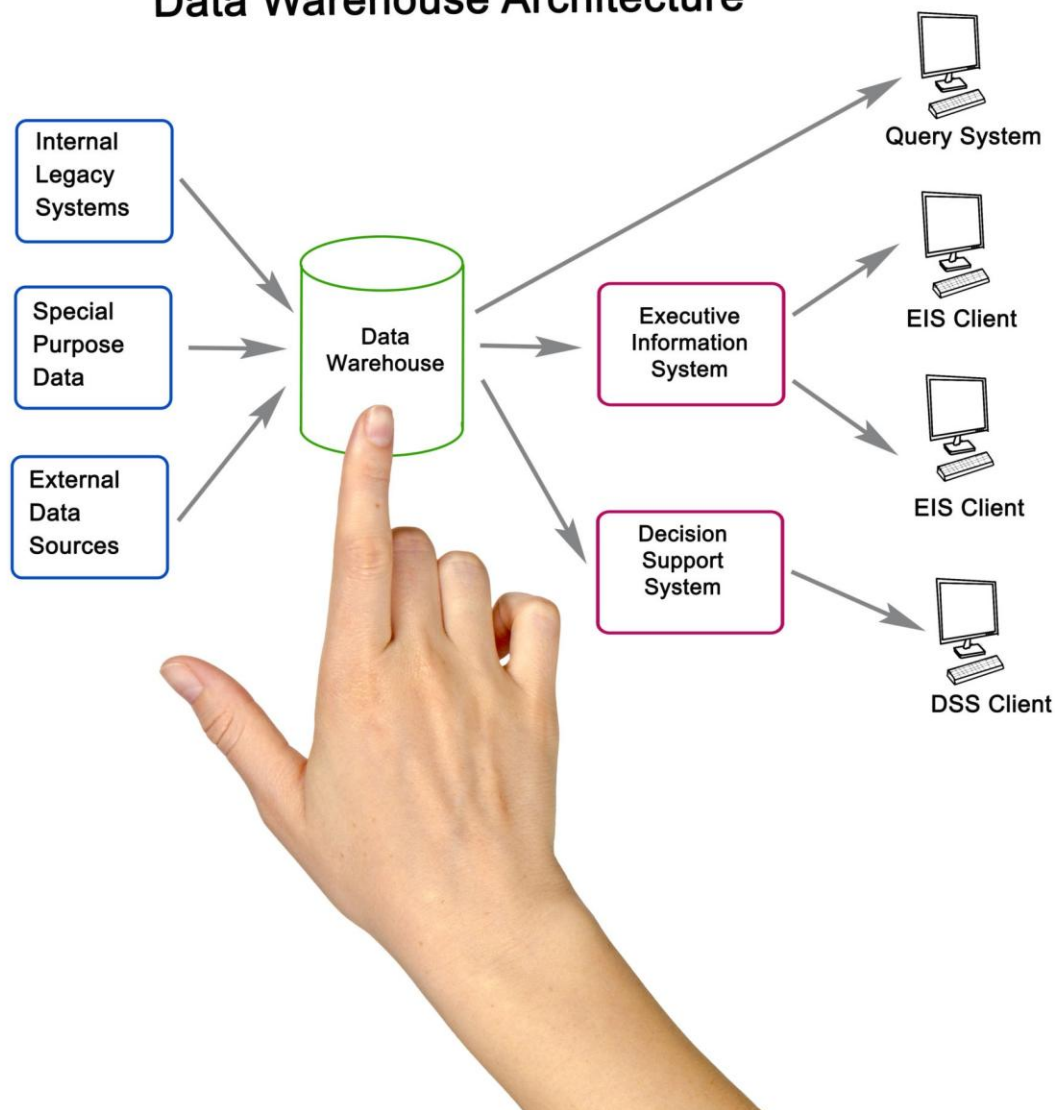 Data Warehouse Architecture
Internal
Legacy
Systems
Special
Purpose
Data
External
Data
Sources
Data
Warehouse
Executive
Information
System
Decision
Support
System
Query System
EIS Client
EIS Client
DSS Client